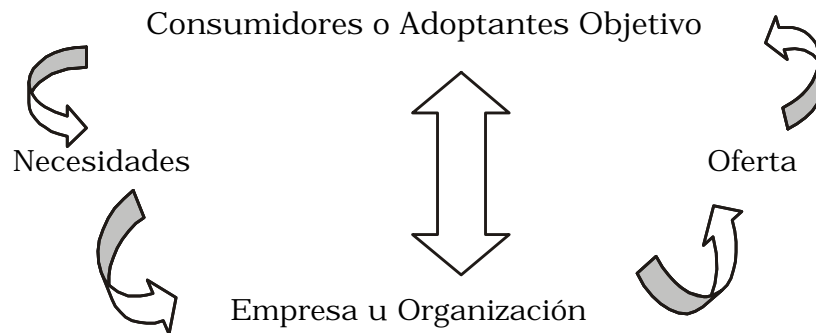 Consumidores o Adoptantes Objetivo
Necesidades
Oferta
Empresa u Organización